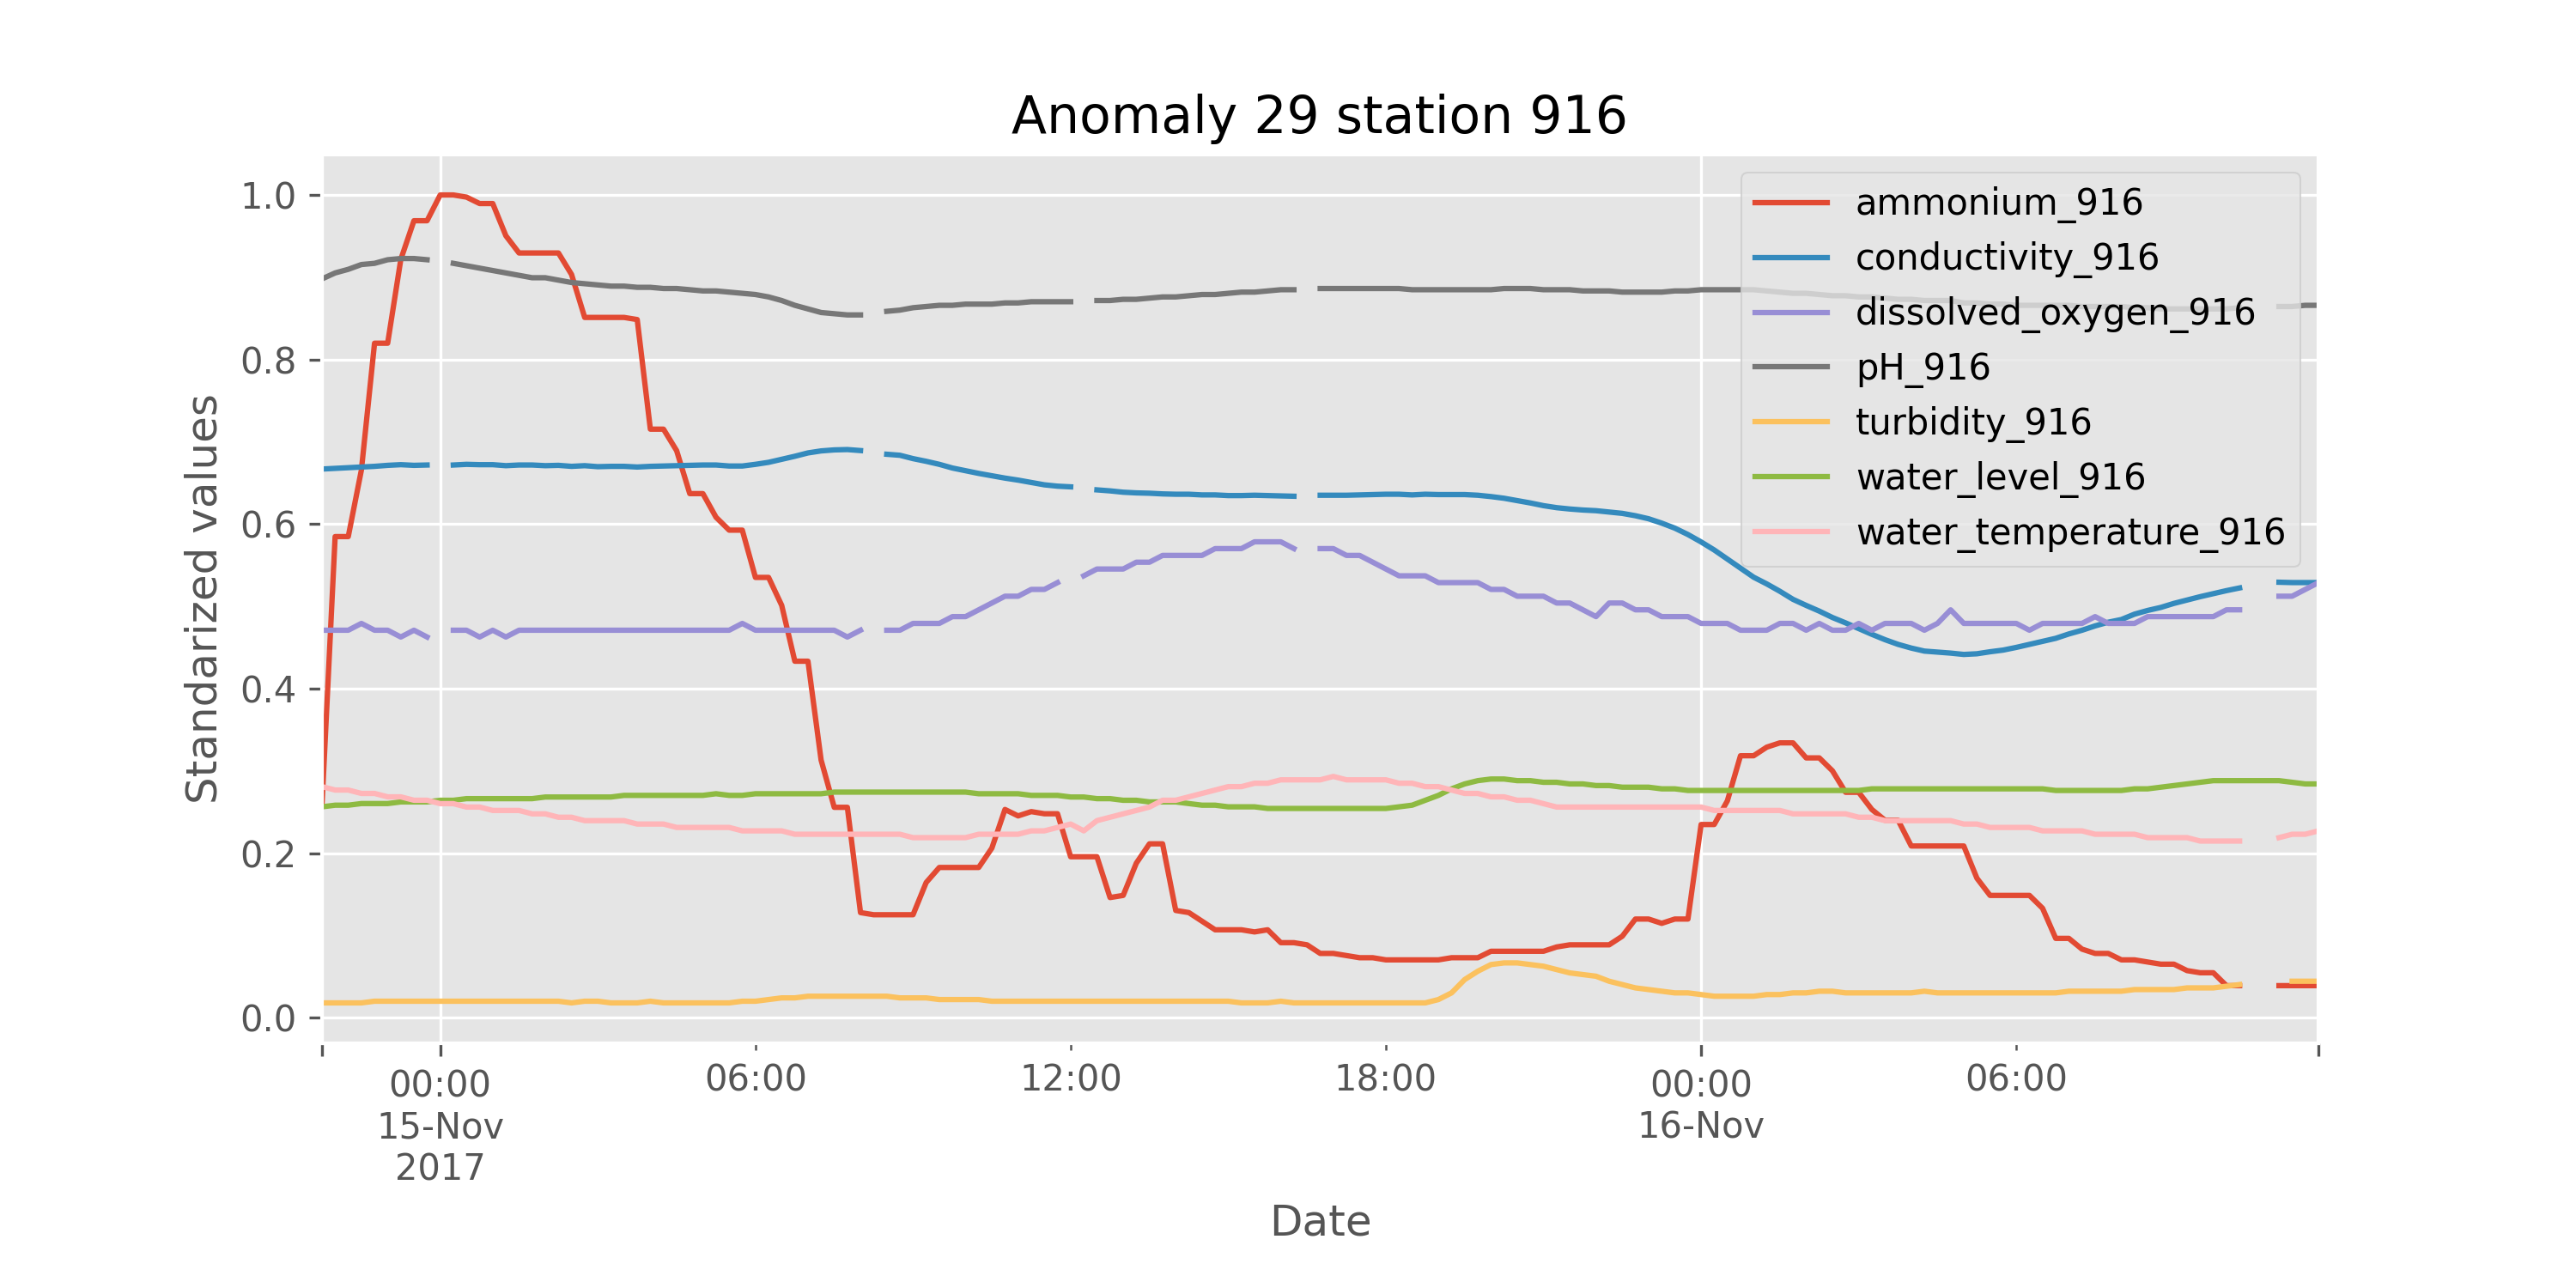 Anomaly 29 station 916
1.0
0.8
0.6
0.4
0.2
0.0
Standarized values
ammonium_916
conductivity_916
dissolved_oxygen_916
pH_916
turbidity_916
water_level_916
water_temperature_916
00:00
15-Nov
2017
06:00
12:00
18:00
00:00
16-Nov
06:00
Date